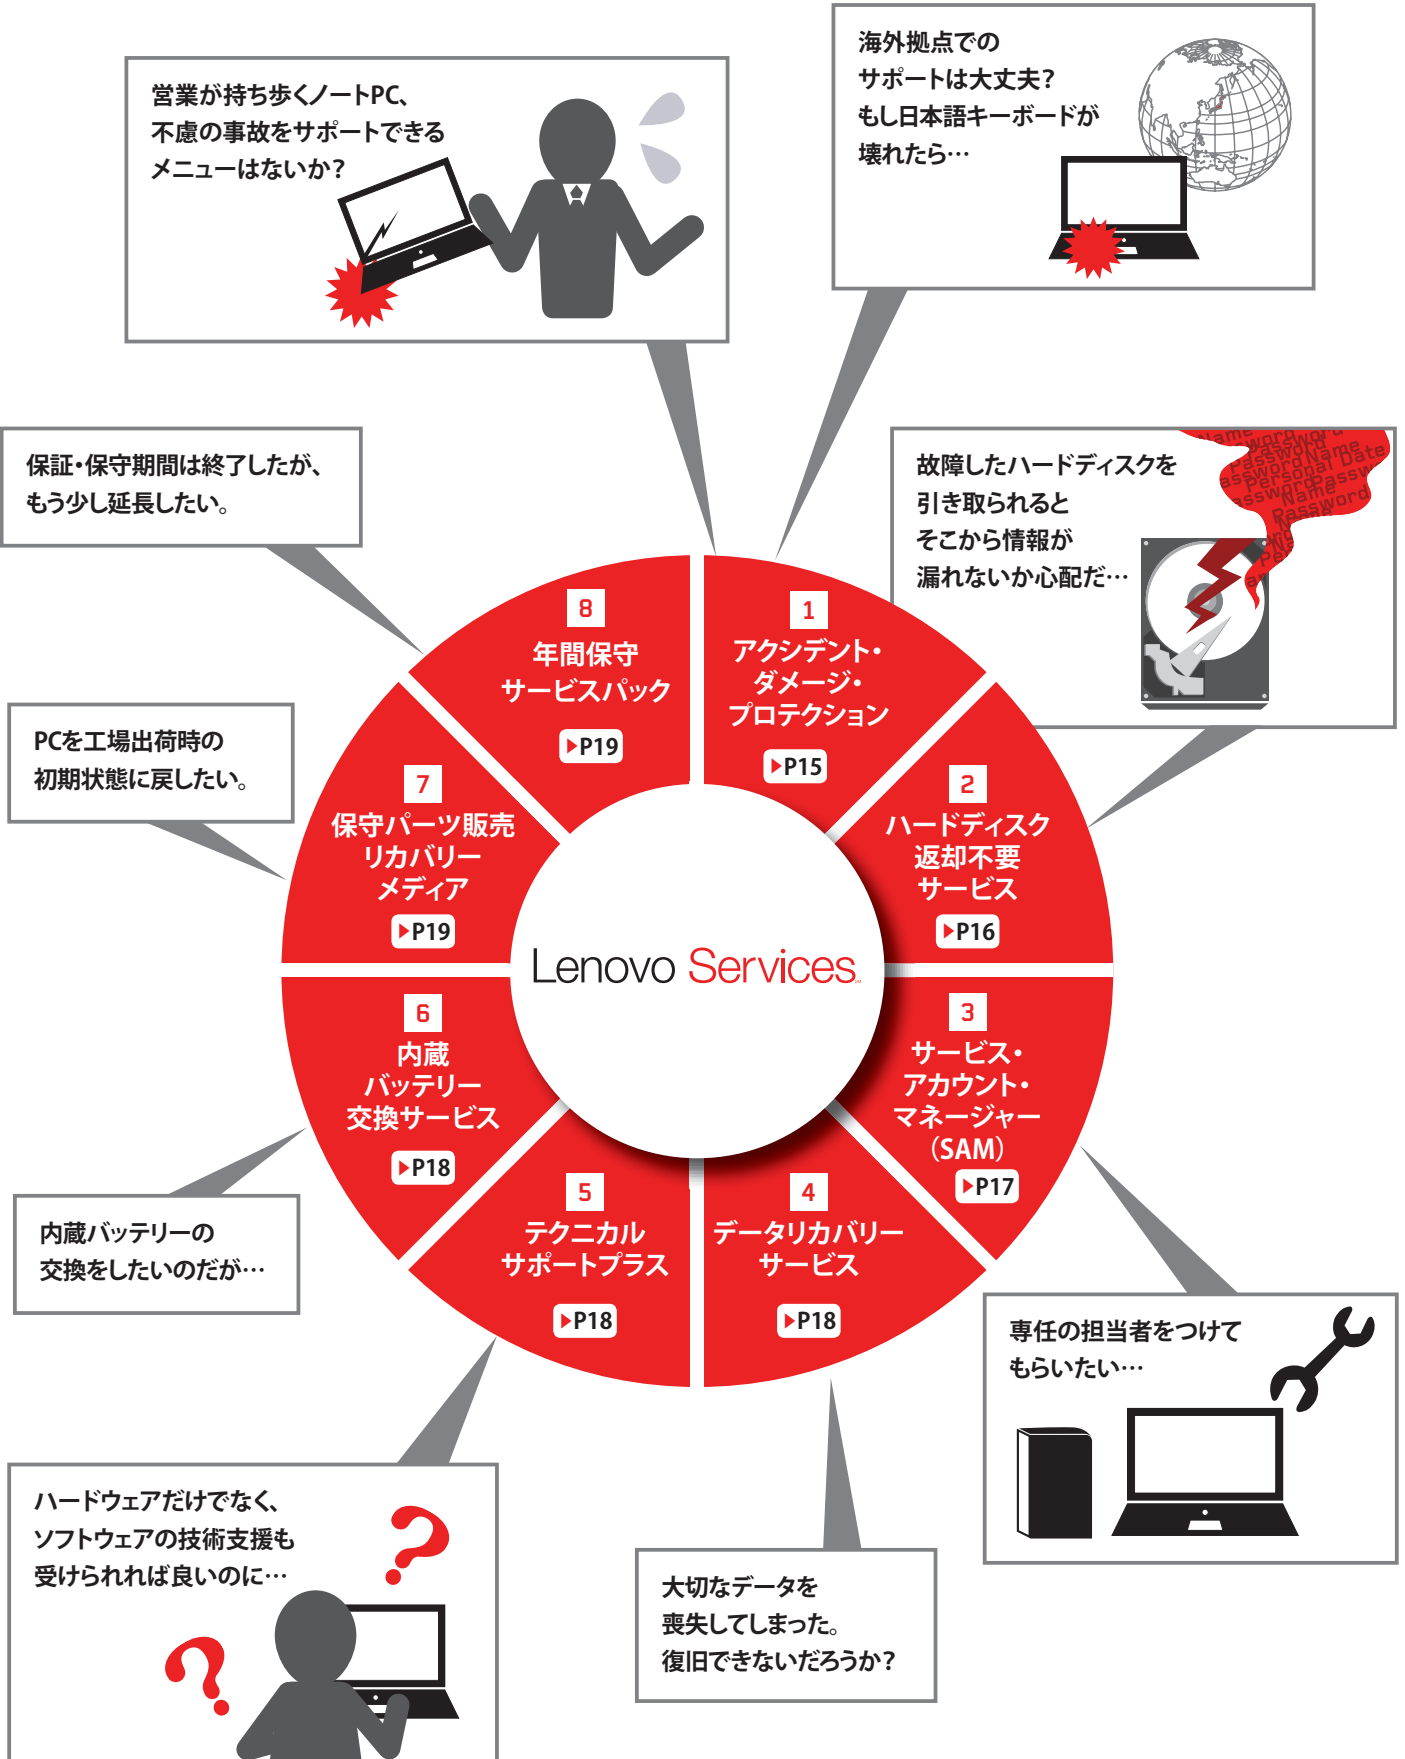 営業が持ち歩くノートPC、
不慮の事故をサポートできる
メニューはないか?
海外拠点での
サポートは大丈夫?
もし日本語キーボードが
壊れたら…
保証・保守期間は終了したが、
もう少し延長したい。
故障したハードディスクを
引き取られると
そこから情報が
漏れないか心配だ…
PCを工場出荷時の
初期状態に戻したい。
8
年間保守
サービスパック
P19
1
アクシデント・
ダメージ・
プロテクション
P15
7
保守パーツ販売
リカバリー
メディア
P19
2
ハードディスク
返却不要
サービス
P16
Lenovo Services
6
内蔵
バッテリー
交換サービス
P18
3
サービス・
アカウント・
マネージャー
(SAM)
P17
5
テクニカル
サポートプラス
P18
4
データリカバリー
サービス
P18
内蔵バッテリーの
交換をしたいのだが…
専任の担当者をつけて
もらいたい…
ハードウェアだけでなく、
ソフトウェアの技術支援も
受けられれば良いのに…
大切なデータを
喪失してしまった。
復旧できないだろうか?